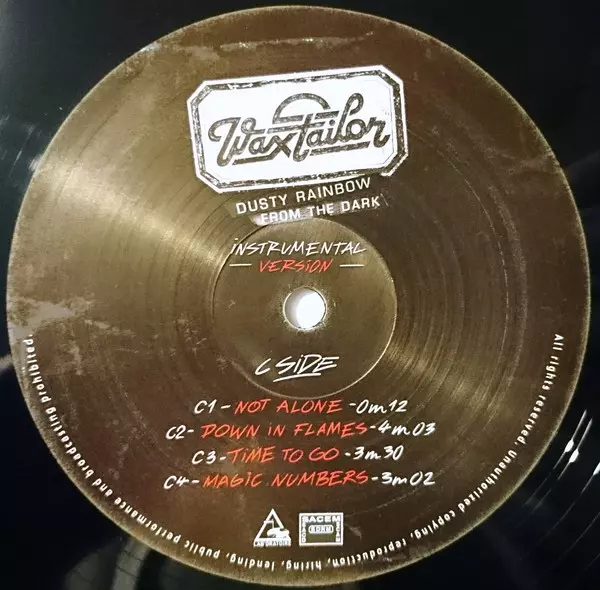 Wax Tailor
DUSTY RAINBOW
FROM THE DARK
INSTRUMENTAL
— VERSION —
C SIDE
C1 - NOT ALONE - 0m12
C2 - DOWN IN FLAMES - 4m03
C3 - TIME TO GO - 3m30
C4 - MAGIC NUMBERS - 3m02
SACEM
All rights reserved. Unauthorized copying, reproduction, hiring, lending, public performance and broadcasting prohibited.